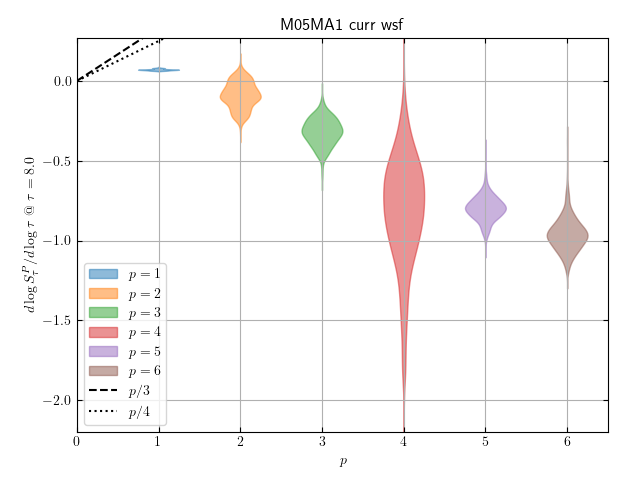 M05MA1 curr wsf
d log S_τ^P / d log τ @ τ = 8.0
0.0
−0.5
−1.0
−1.5
−2.0
p = 1
p = 2
p = 3
p = 4
p = 5
p = 6
p/3
p/4
0 1 2 3 4 5 6
p